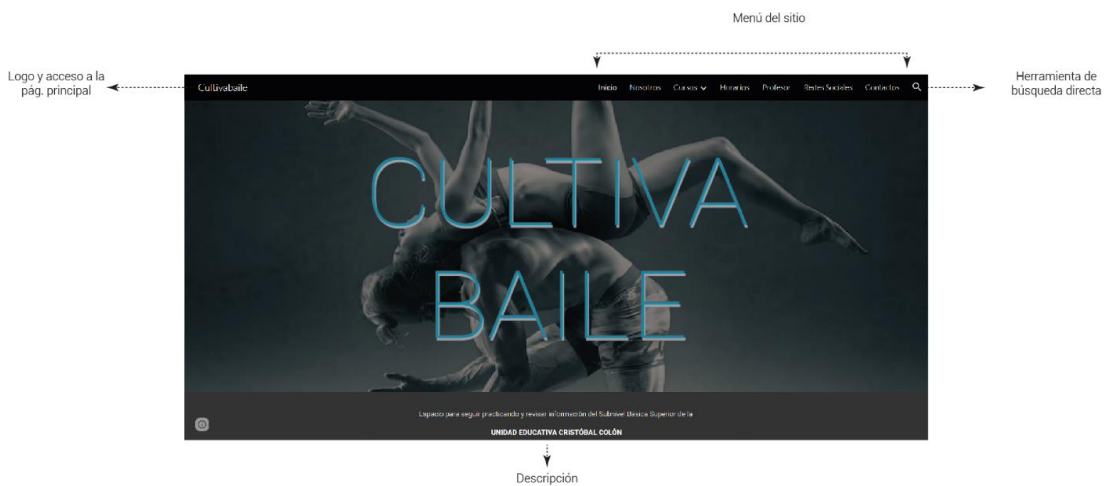 Menú del sitio
Logo y acceso a la
pág. principal
Herramienta de
búsqueda directa
Cultivabaile
Inicio Nosotros Cursos Horarios Profesor Redes Sociales Contactos
CULTIVA
BAILE
Espacio para seguir practicando y revisar información del Subnivel Básica Superior de la
UNIDAD EDUCATIVA CRISTÓBAL COLÓN
Descripción